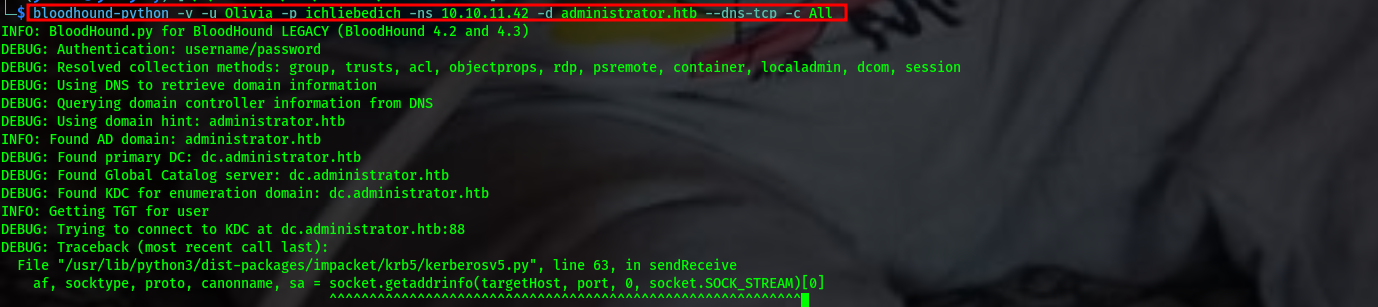 └─$ bloodhound-python -v -u Olivia -p ichliebedich -ns 10.10.11.42 -d administrator.htb --dns-tcp -c All
INFO: BloodHound.py for BloodHound LEGACY (BloodHound 4.2 and 4.3)
DEBUG: Authentication: username/password
DEBUG: Resolved collection methods: group, trusts, acl, objectprops, rdp, psremote, container, localadmin, dcom, session
DEBUG: Using DNS to retrieve domain information
DEBUG: Querying domain controller information from DNS
DEBUG: Using domain hint: administrator.htb
INFO: Found AD domain: administrator.htb
DEBUG: Found primary DC: dc.administrator.htb
DEBUG: Found Global Catalog server: dc.administrator.htb
DEBUG: Found KDC for enumeration domain: dc.administrator.htb
INFO: Getting TGT for user
DEBUG: Trying to connect to KDC at dc.administrator.htb:88
DEBUG: Traceback (most recent call last):
  File "/usr/lib/python3/dist-packages/impacket/krb5/kerberosv5.py", line 63, in sendReceive
    af, socktype, proto, canonname, sa = socket.getaddrinfo(targetHost, port, 0, socket.SOCK_STREAM)[0]
                                         ^^^^^^^^^^^^^^^^^^^^^^^^^^^^^^^^^^^^^^^^^^^^^^^^^^^^^^^^^^